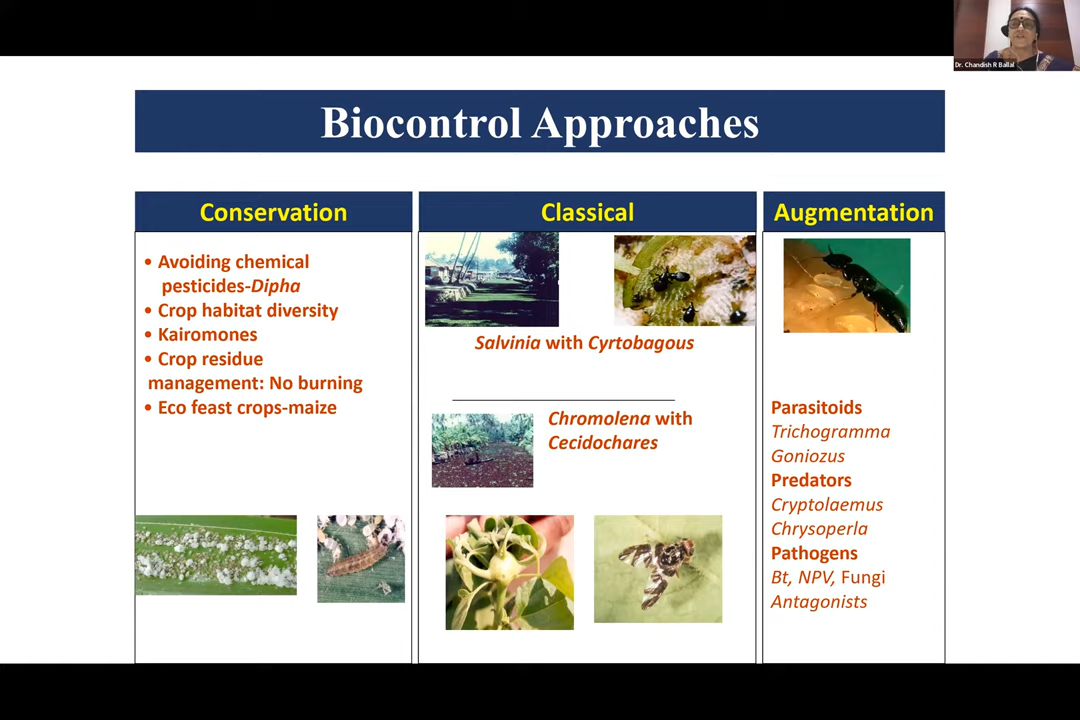 Dr. Chandish R Ballal
Biocontrol Approaches
Conservation
• Avoiding chemical
pesticides-Dipha
• Crop habitat diversity
• Kairomones
• Crop residue
management: No burning
• Eco feast crops-maize
Classical
Salvinia with Cyrtobagous
Chromolena with
Cecidochares
Augmentation
Parasitoids
Trichogramma
Goniozus
Predators
Cryptolaemus
Chrysoperla
Pathogens
Bt, NPV, Fungi
Antagonists